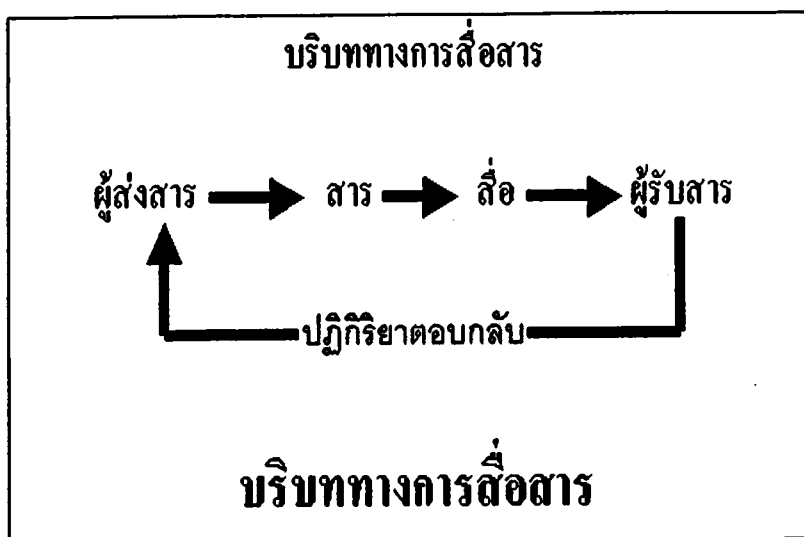 บริบททางการสื่อสาร
ผู้ส่งสาร สาร สื่อ ผู้รับสาร
ปฏิกิริยาตอบกลับ
บริบททางการสื่อสาร